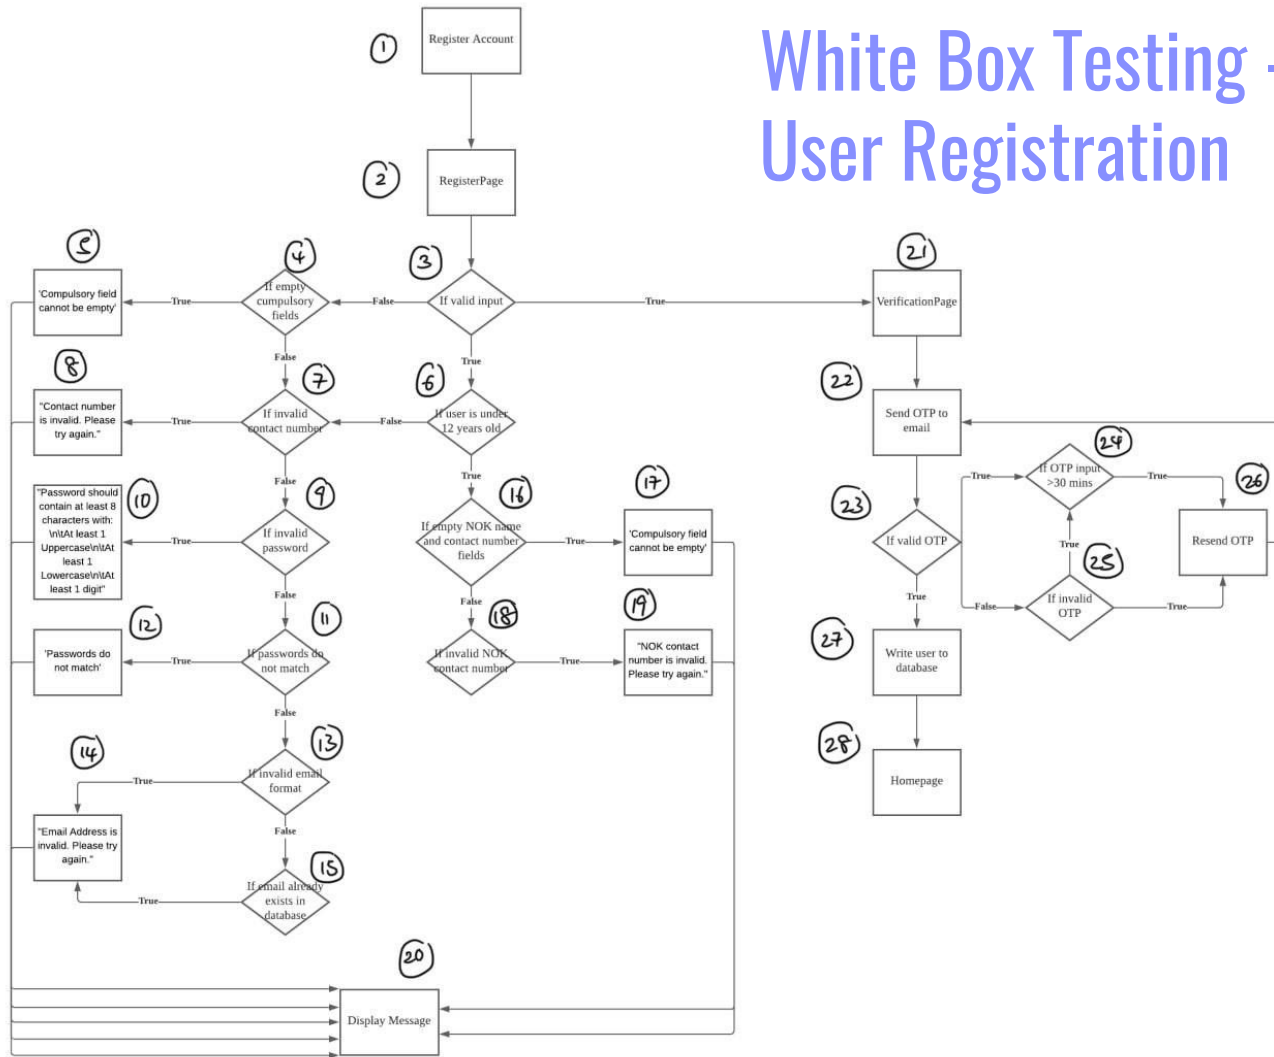 White Box Testing -
User Registration
1
Register Account
2
RegisterPage
3
If valid input
False
True
True
4
If empty
cumpulsory
fields
True
False
5
'Compulsory field
cannot be empty'
6
If user is under
12 years old
False
True
7
If invalid
contact number
True
False
8
"Contact number
is invalid. Please
try again."
9
If invalid
password
True
False
10
"Password should
contain at least 8
characters with:
\n\tAt least 1
Uppercase\n\tAt
least 1
Lowercase\n\tAt
least 1 digit"
11
If passwords do
not match
True
False
12
'Passwords do
not match'
13
If invalid email
format
True
False
14
"Email Address is
invalid. Please try
again."
15
If email already
exists in
database
True
16
If empty NOK name
and contact number
fields
True
False
17
'Compulsory field
cannot be empty'
18
If invalid NOK
contact number
True
19
"NOK contact
number is invalid.
Please try again."
20
Display Message
21
VerificationPage
22
Send OTP to
email
23
If valid OTP
True
False
True
24
If OTP input
>30 mins
True
25
If invalid
OTP
True
True
26
Resend OTP
27
Write user to
database
28
Homepage